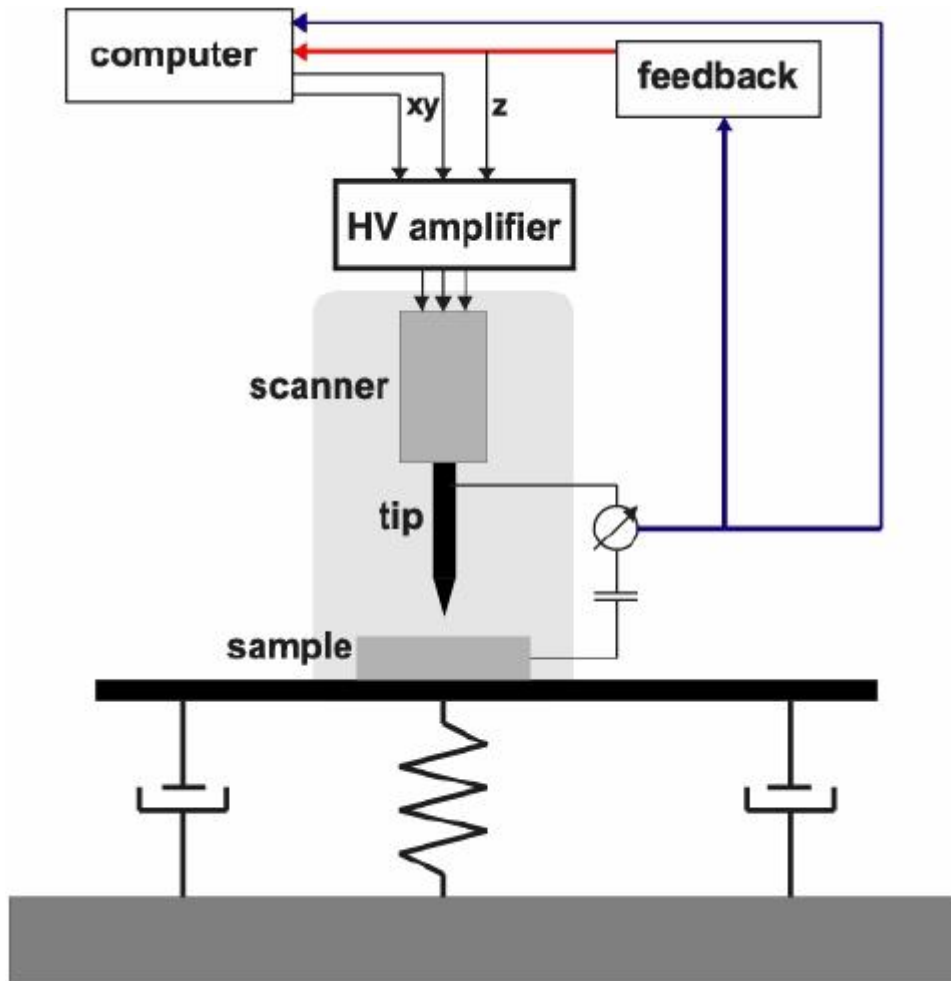 computer
feedback
xy
z
HV amplifier
scanner
tip
sample